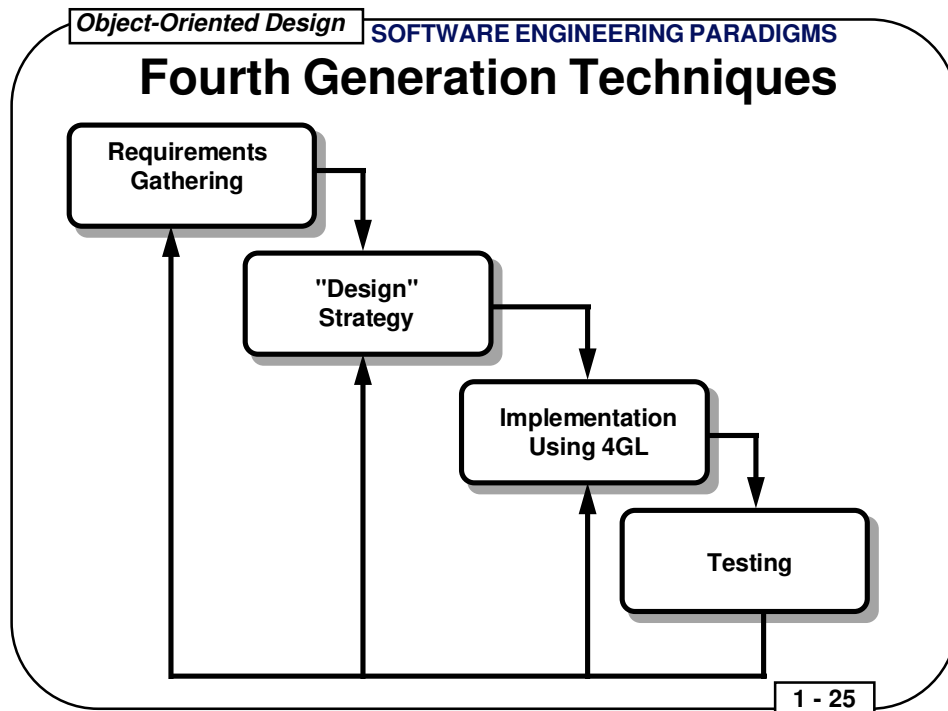 Object-Oriented Design
SOFTWARE ENGINEERING PARADIGMS
Fourth Generation Techniques
Requirements
Gathering
"Design"
Strategy
Implementation
Using 4GL
Testing
1 - 25